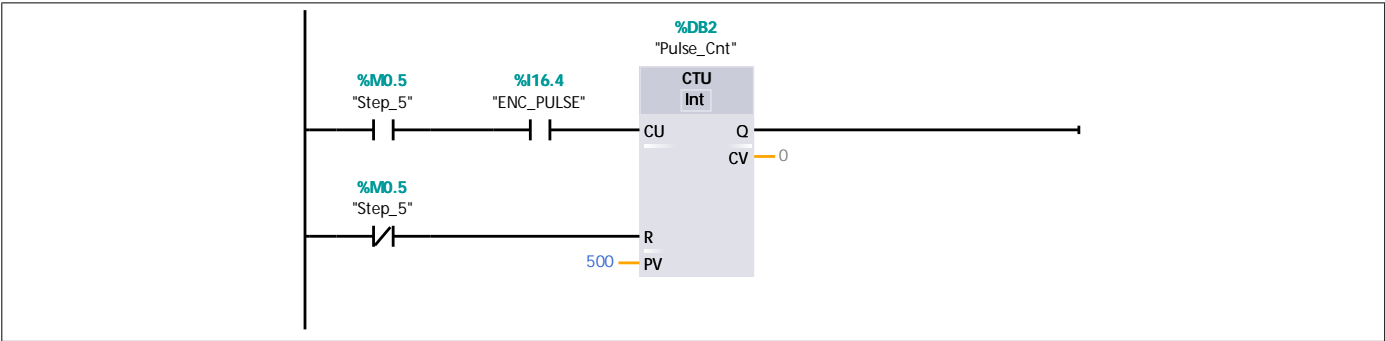 %DB2
"Pulse_Cnt"
%M0.5
"Step_5"
%I16.4
"ENC_PULSE"
CTU
Int
CU
Q
CV
0
%M0.5
"Step_5"
R
500
PV